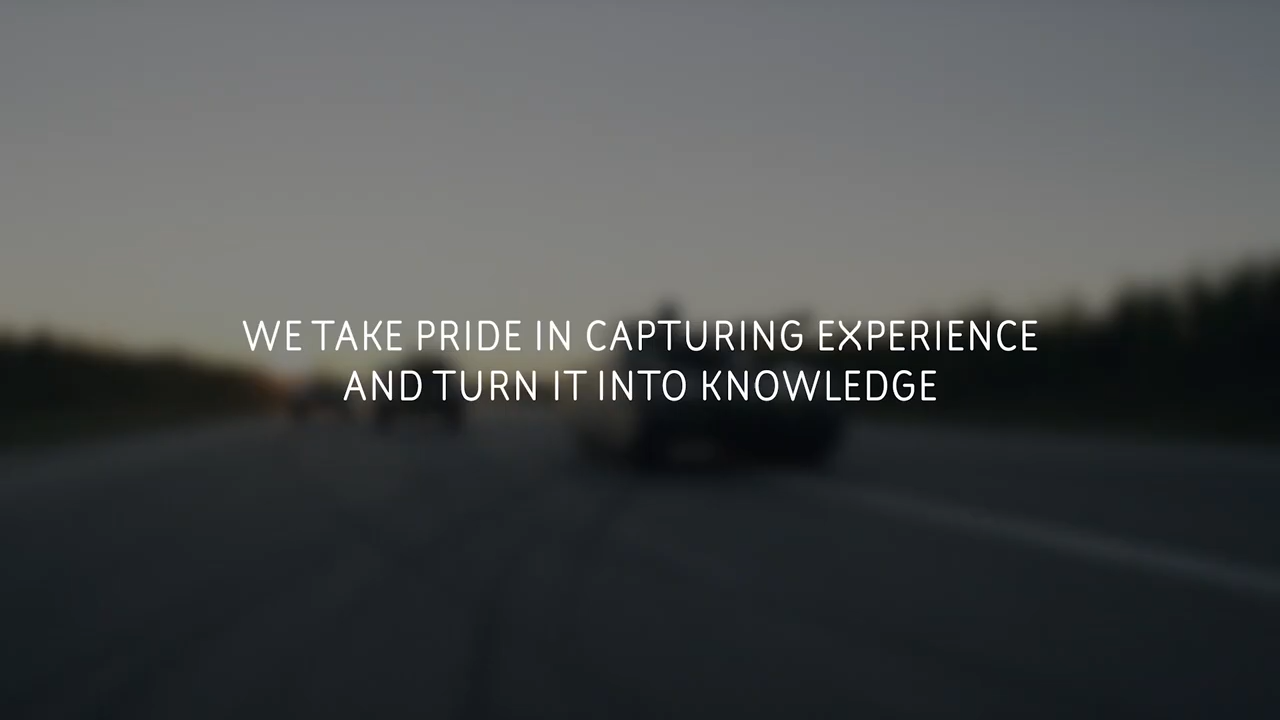 WE TAKE PRIDE IN CAPTURING EXPERIENCE
AND TURN IT INTO KNOWLEDGE